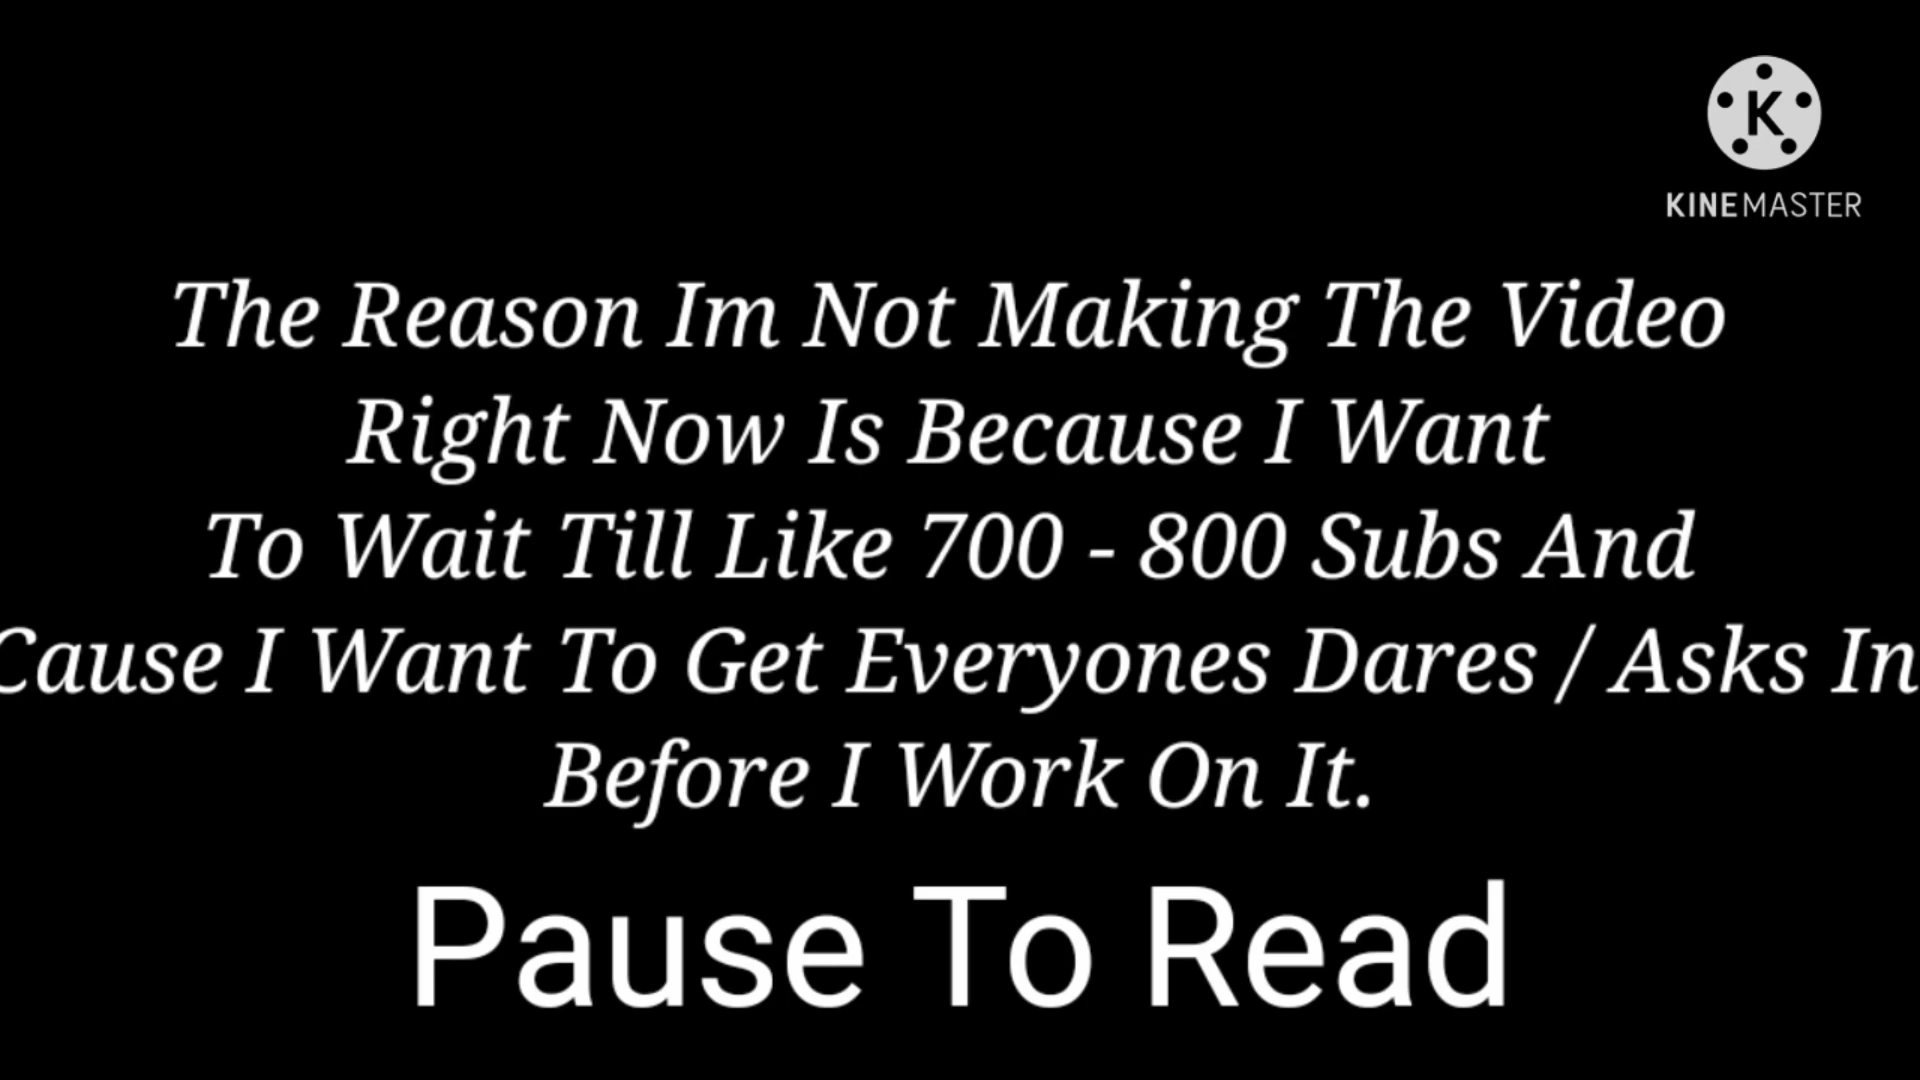 K
KINEMASTER
The Reason Im Not Making The Video
Right Now Is Because I Want
To Wait Till Like 700 - 800 Subs And
Cause I Want To Get Everyones Dares / Asks In
Before I Work On It.
Pause To Read